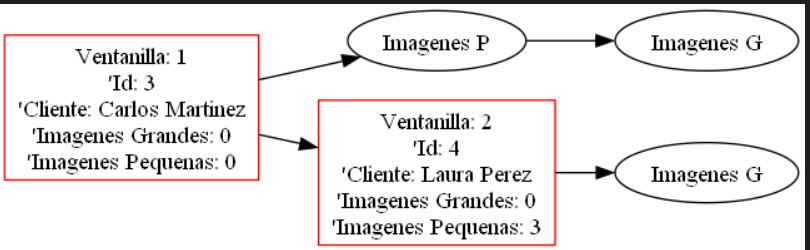 Ventanilla: 1
'Id: 3
'Cliente: Carlos Martinez
'Imagenes Grandes: 0
'Imagenes Pequenas: 0
Imagenes P
Imagenes G
Ventanilla: 2
'Id: 4
'Cliente: Laura Perez
'Imagenes Grandes: 0
'Imagenes Pequenas: 3
Imagenes G